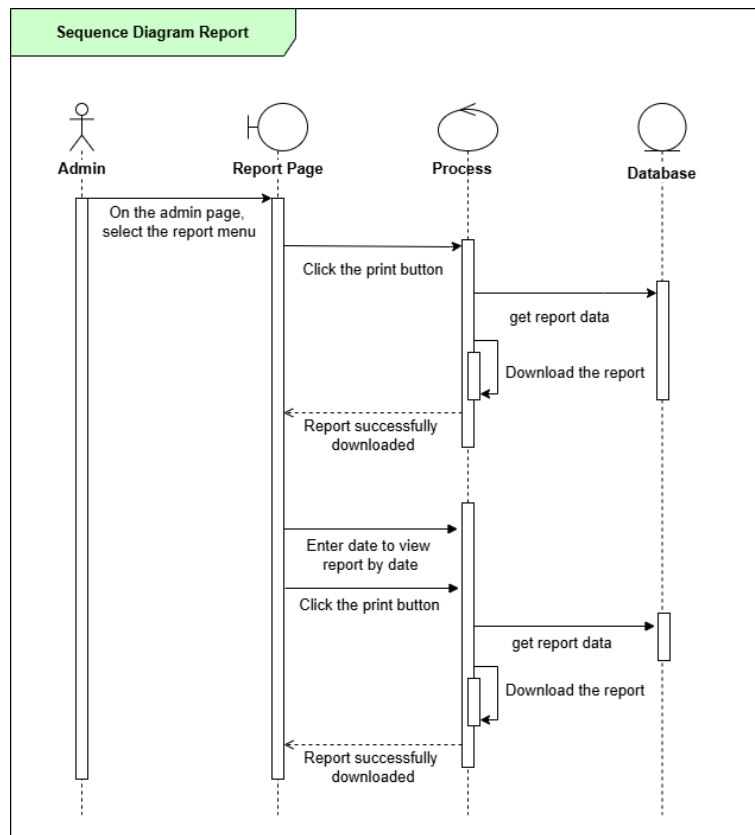 Sequence Diagram Report
Admin
Report Page
Process
Database
On the admin page,
select the report menu
Click the print button
get report data
Download the report
Report successfully
downloaded
Enter date to view
report by date
Click the print button
get report data
Download the report
Report successfully
downloaded